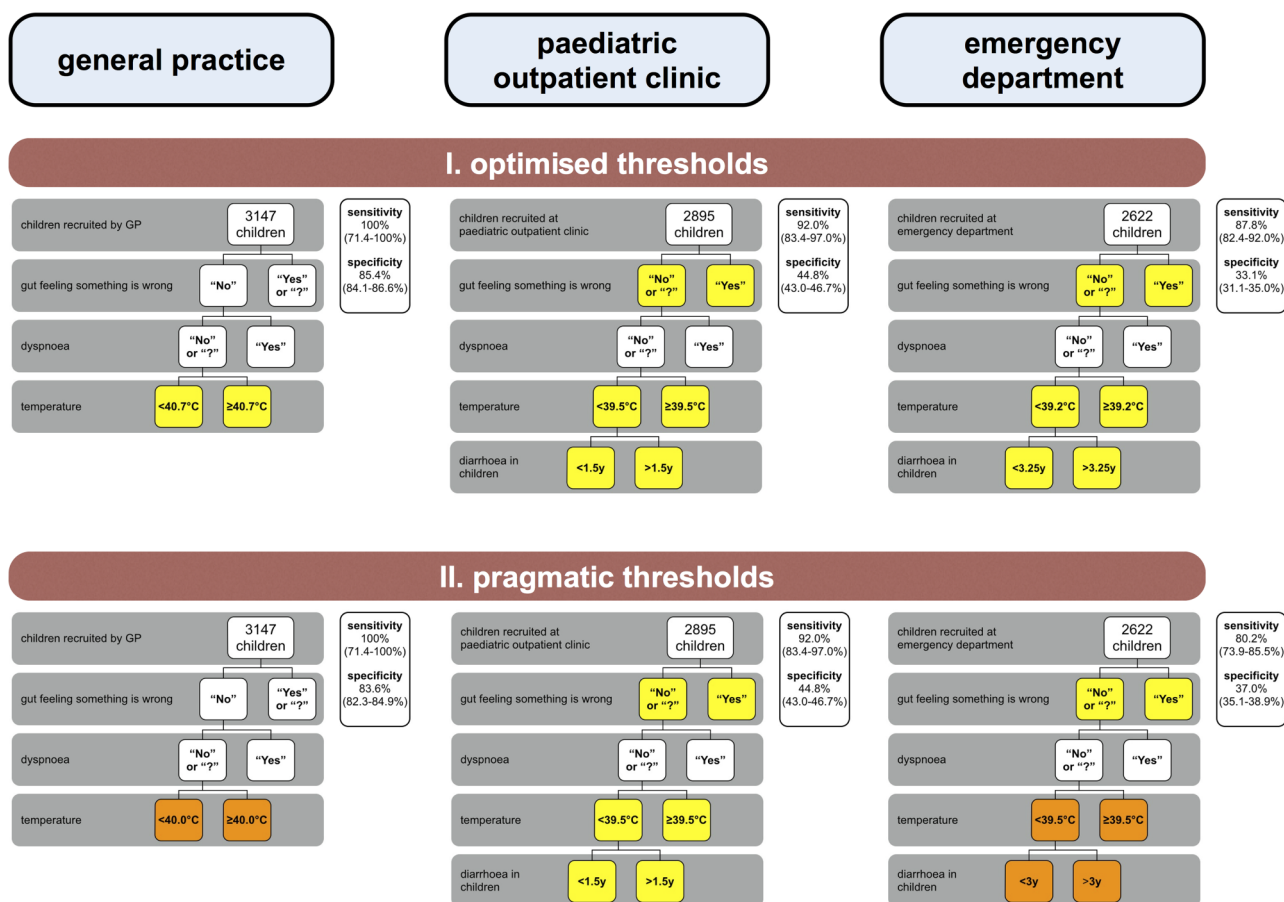 general practice
paediatric
outpatient clinic
emergency
department
I. optimised thresholds
children recruited by GP
3147
children
gut feeling something is wrong
“No”
“Yes”
or “?”
dyspnoea
“No”
or “?”
“Yes”
temperature
<40.7°C
≥40.7°C
sensitivity
100%
(71.4-100%)
specificity
85.4%
(84.1-86.6%)
children recruited at
paediatric outpatient clinic
2895
children
gut feeling something is wrong
“No”
or “?”
“Yes”
dyspnoea
“No”
or “?”
“Yes”
temperature
<39.5°C
≥39.5°C
diarrhoea in
children
<1.5y
>1.5y
sensitivity
92.0%
(83.4-97.0%)
specificity
44.8%
(43.0-46.7%)
children recruited at
emergency department
2622
children
gut feeling something is wrong
“No”
or “?”
“Yes”
dyspnoea
“No”
or “?”
“Yes”
temperature
<39.2°C
≥39.2°C
diarrhoea in
children
<3.25y
>3.25y
sensitivity
87.8%
(82.4-92.0%)
specificity
33.1%
(31.1-35.0%)
II. pragmatic thresholds
children recruited by GP
3147
children
gut feeling something is wrong
“No”
“Yes”
or “?”
dyspnoea
“No”
or “?”
“Yes”
temperature
<40.0°C
≥40.0°C
sensitivity
100%
(71.4-100%)
specificity
83.6%
(82.3-84.9%)
children recruited at
paediatric outpatient clinic
2895
children
gut feeling something is wrong
“No”
or “?”
“Yes”
dyspnoea
“No”
or “?”
“Yes”
temperature
<39.5°C
≥39.5°C
diarrhoea in
children
<1.5y
>1.5y
sensitivity
92.0%
(83.4-97.0%)
specificity
44.8%
(43.0-46.7%)
children recruited at
emergency department
2622
children
gut feeling something is wrong
“No”
or “?”
“Yes”
dyspnoea
“No”
or “?”
“Yes”
temperature
<39.5°C
≥39.5°C
diarrhoea in
children
<3y
>3y
sensitivity
80.2%
(73.9-85.5%)
specificity
37.0%
(35.1-38.9%)